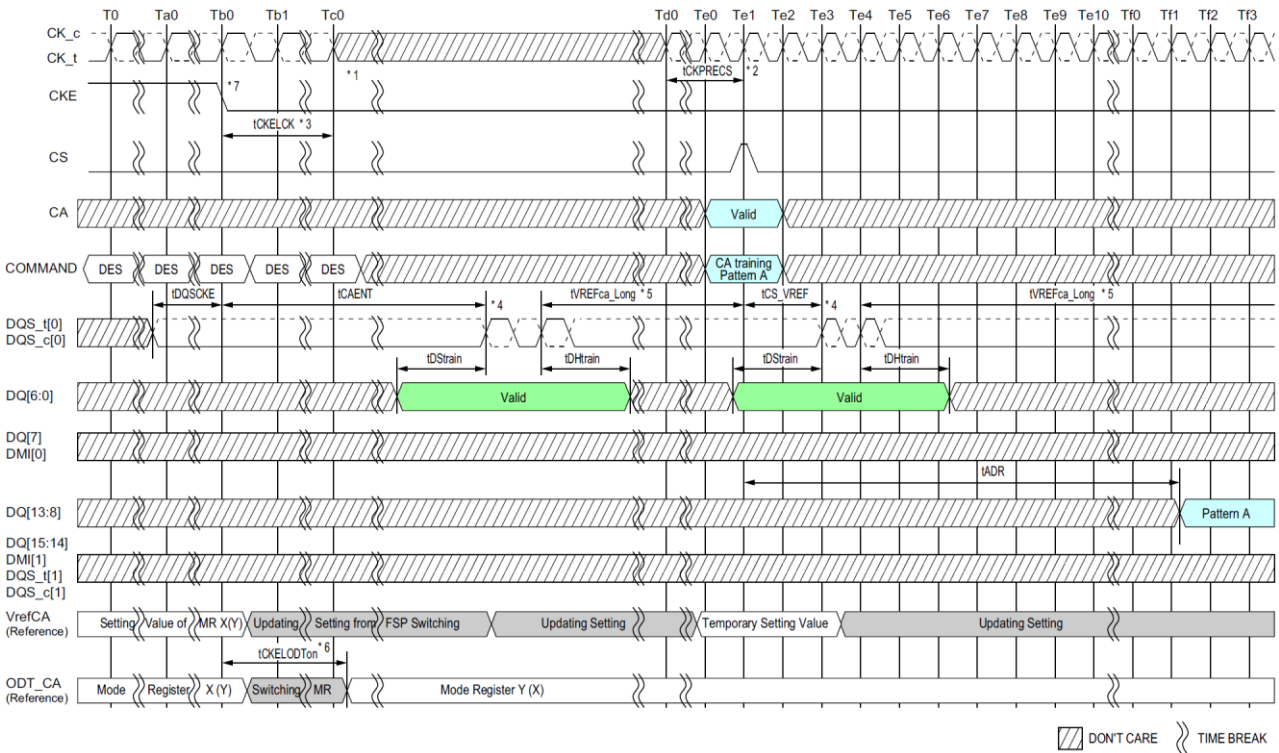 T0 Ta0 Tb0 Tb1 Tc0 Td0 Te0 Te1 Te2 Te3 Te4 Te5 Te6 Te7 Te8 Te9 Te10 Tf0 Tf1 Tf2 Tf3
CK_c
CK_t
* 1
tCKPRECS * 2
CKE
* 7
tCKELCK * 3
CS
CA
Valid
COMMAND
DES DES DES DES DES
CA training
Pattern A
tDQSCKE tCAENT * 4 tVREFca_Long * 5 tCS_VREF * 4 tVREFca_Long * 5
DQS_t[0]
DQS_c[0]
tDStrain tDHtrain tDStrain tDHtrain
DQ[6:0]
Valid Valid
DQ[7]
DMI[0]
tADR
DQ[13:8]
Pattern A
DQ[15:14]
DMI[1]
DQS_t[1]
DQS_c[1]
VrefCA
(Reference)
Setting Value of MR X(Y) Updating Setting from FSP Switching Updating Setting Temporary Setting Value Updating Setting
tCKELODTon * 6
ODT_CA
(Reference)
Mode Register X (Y) Switching MR Mode Register Y (X)
DON'T CARE TIME BREAK